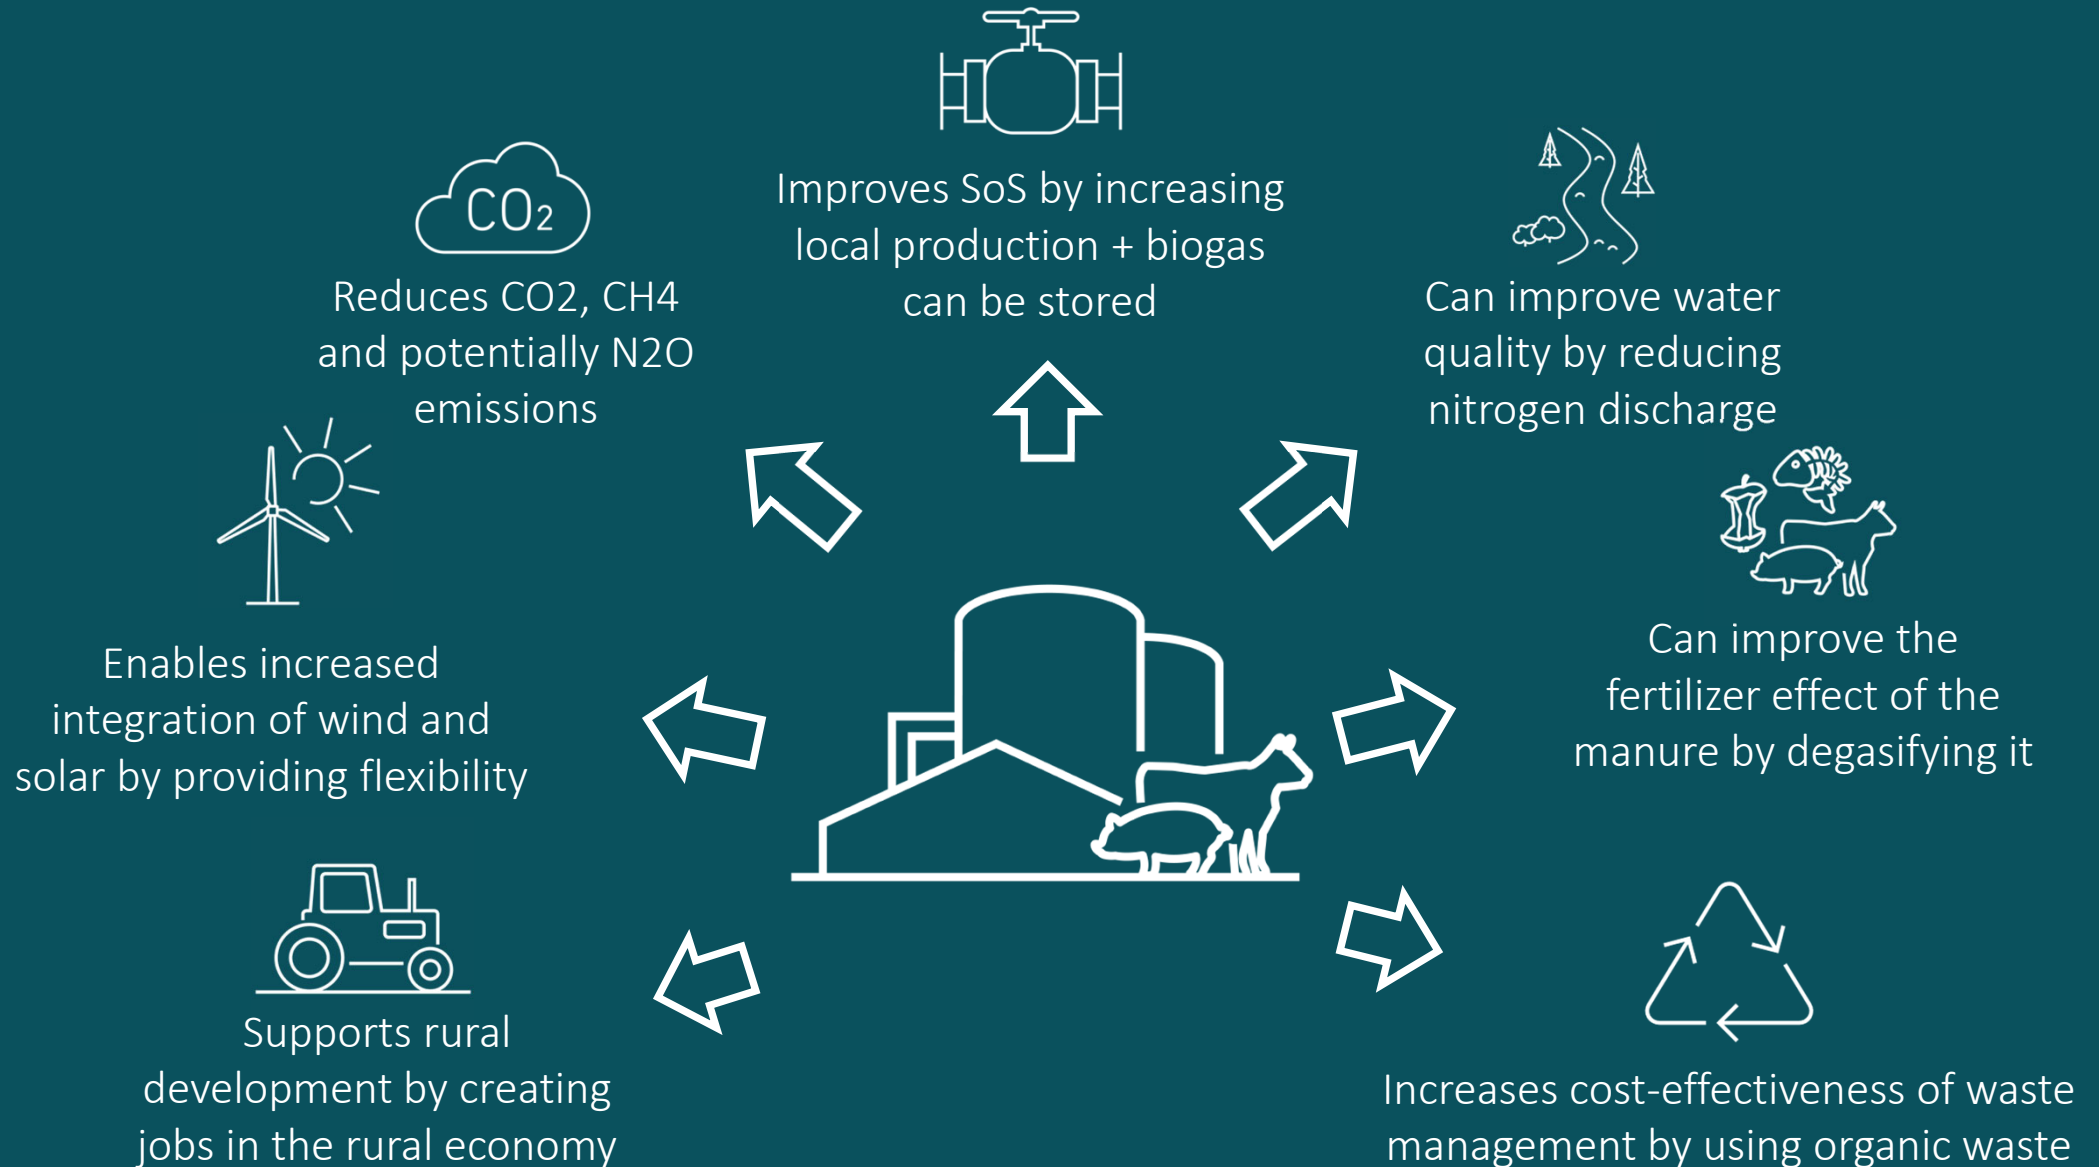 Improves SoS by increasing
local production + biogas
can be stored
CO2
Reduces CO2, CH4
and potentially N2O
emissions
Can improve water
quality by reducing
nitrogen discharge
Enables increased
integration of wind and
solar by providing flexibility
Can improve the
fertilizer effect of the
manure by degasifying it
Supports rural
development by creating
jobs in the rural economy
Increases cost-effectiveness of waste
management by using organic waste